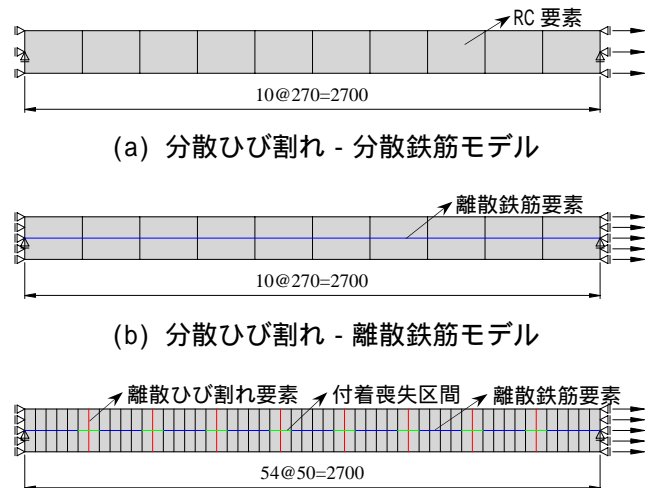 RC 要素
10@270=2700
(a) 分散ひび割れ - 分散鉄筋モデル
離散鉄筋要素
10@270=2700
(b) 分散ひび割れ - 離散鉄筋モデル
離散ひび割れ要素 付着喪失区間 離散鉄筋要素
54@50=2700